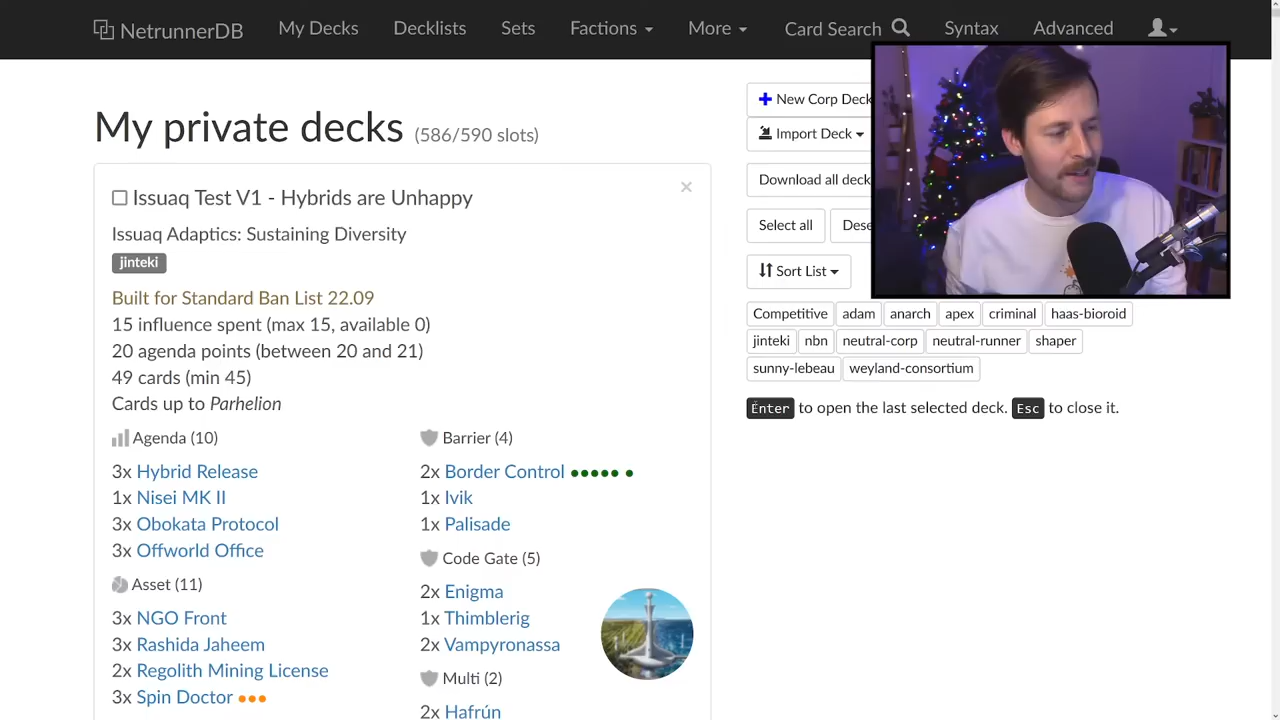 NetrunnerDB My Decks Decklists Sets Factions More Card Search Syntax Advanced
My private decks (586/590 slots)
Issuaq Test V1 - Hybrids are Unhappy ×
Issuaq Adaptics: Sustaining Diversity
jinteki
Built for Standard Ban List 22.09
15 influence spent (max 15, available 0)
20 agenda points (between 20 and 21)
49 cards (min 45)
Cards up to Parhelion
Agenda (10)
3x Hybrid Release
1x Nisei MK II
3x Obokata Protocol
3x Offworld Office
Asset (11)
3x NGO Front
3x Rashida Jaheem
2x Regolith Mining License
3x Spin Doctor
Barrier (4)
2x Border Control
1x Ivik
1x Palisade
Code Gate (5)
2x Enigma
1x Thimblerig
2x Vampyronassa
Multi (2)
2x Hafrún
New Corp Deck
Import Deck
Download all deck
Select all Dese
Sort List
Competitive adam anarch apex criminal haas-bioroid
jinteki nbn neutral-corp neutral-runner shaper
sunny-lebeau weyland-consortium
Enter to open the last selected deck. Esc to close it.